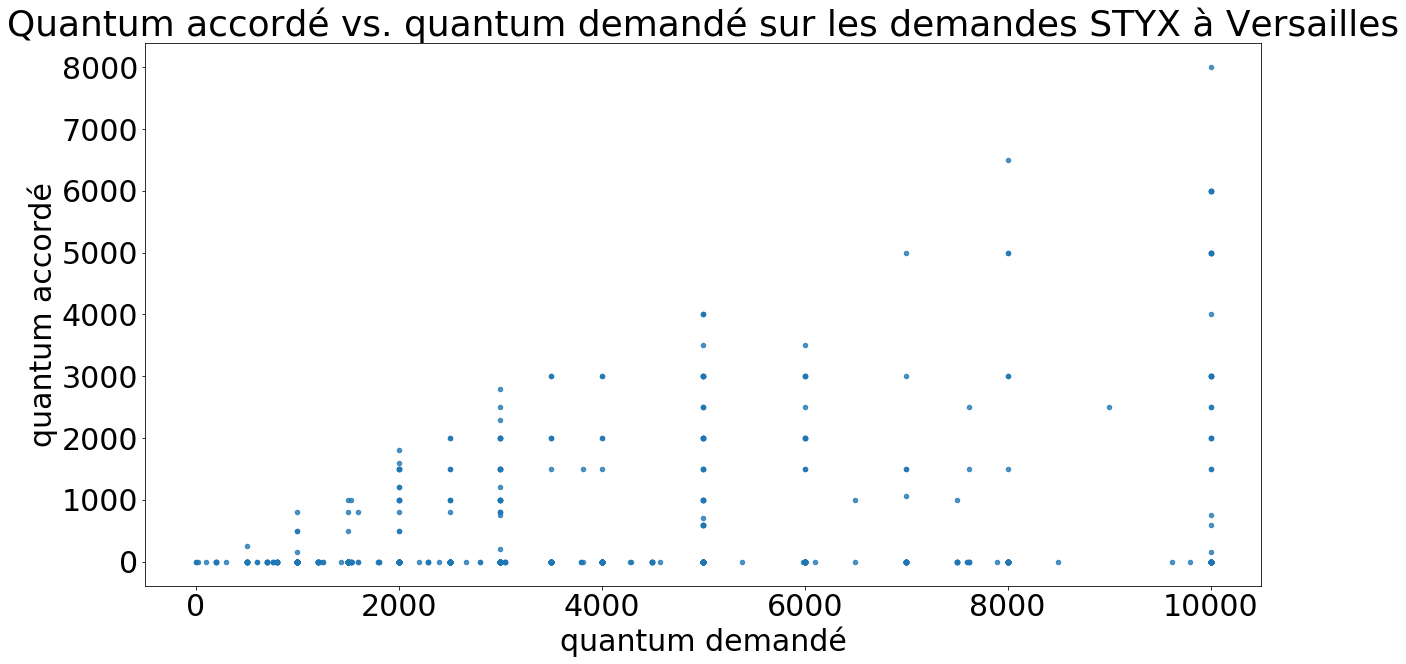 Quantum accordé vs. quantum demandé sur les demandes STYX à Versailles
8000
7000
6000
5000
4000
3000
2000
1000
0
quantum accordé
0 2000 4000 6000 8000 10000
quantum demandé